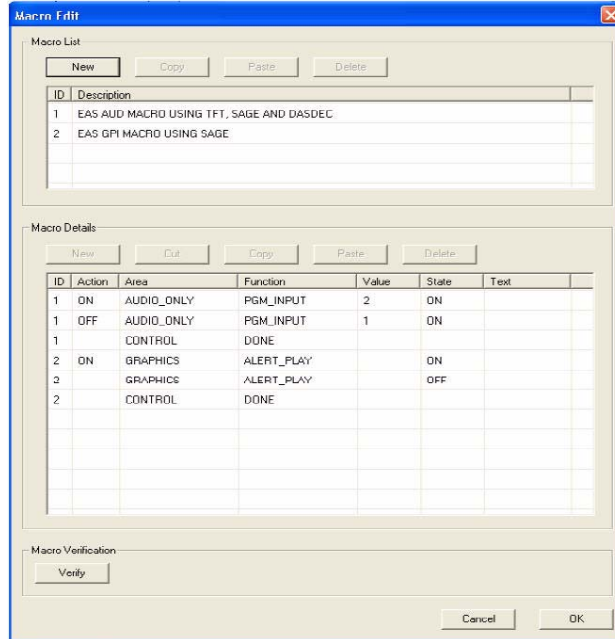 Macro Edit
Macro List
New Copy Paste Delete
ID Description
1 EAS AUD MACRO USING TFT, SAGE AND DASDEC
2 EAS GPI MACRO USING SAGE
Macro Details
New Cut Copy Paste Delete
ID Action Area Function Value State Text
1 ON AUDIO_ONLY PGM_INPUT 2 ON
1 OFF AUDIO_ONLY PGM_INPUT 1 ON
1 CONTROL DONE
2 ON GRAPHICS ALERT_PLAY ON
2 GRAPHICS ALERT_PLAY OFF
2 CONTROL DONE
Macro Verification
Verify
Cancel OK